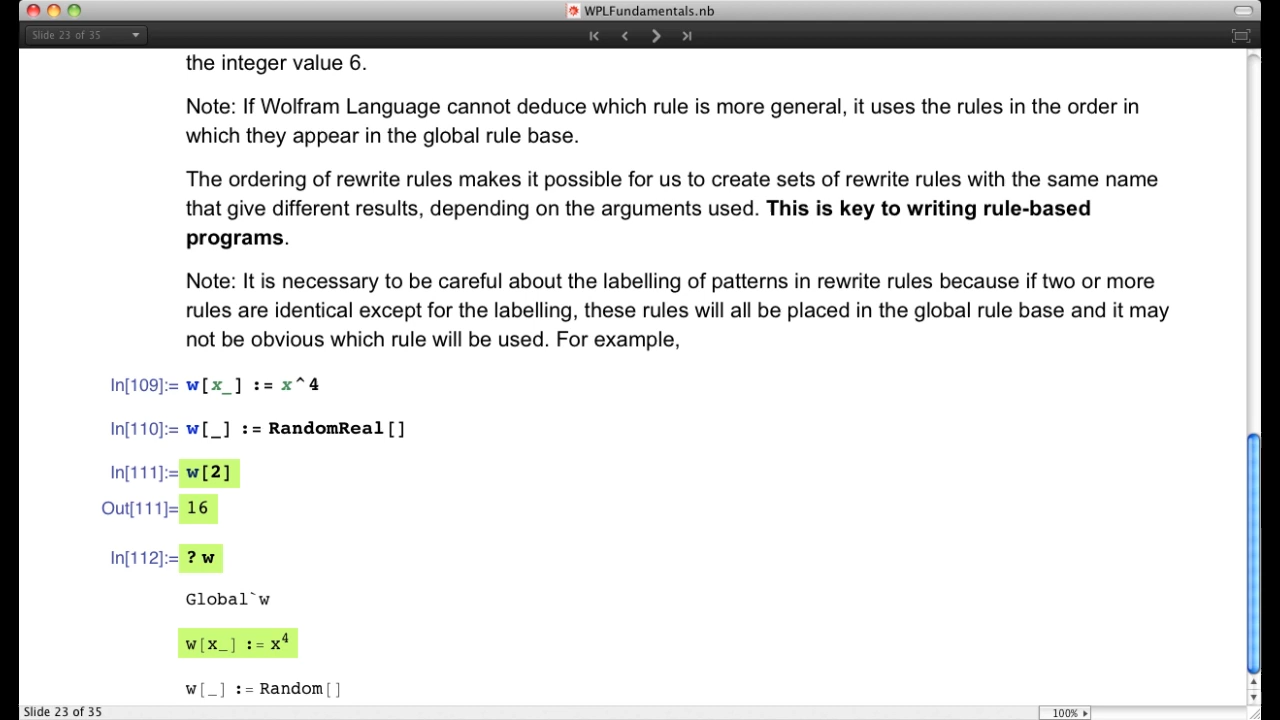 WPLFundamentals.nb
Slide 23 of 35
the integer value 6.
Note: If Wolfram Language cannot deduce which rule is more general, it uses the rules in the order in
which they appear in the global rule base.
The ordering of rewrite rules makes it possible for us to create sets of rewrite rules with the same name
that give different results, depending on the arguments used. This is key to writing rule-based
programs.
Note: It is necessary to be careful about the labelling of patterns in rewrite rules because if two or more
rules are identical except for the labelling, these rules will all be placed in the global rule base and it may
not be obvious which rule will be used. For example,
In[109]:= w[x_] := x^4
In[110]:= w[_] := RandomReal[]
In[111]:= w[2]
Out[111]= 16
In[112]:= ? w
Global`w
w[x_] := x⁴
w[_] := Random[]
Slide 23 of 35
100%